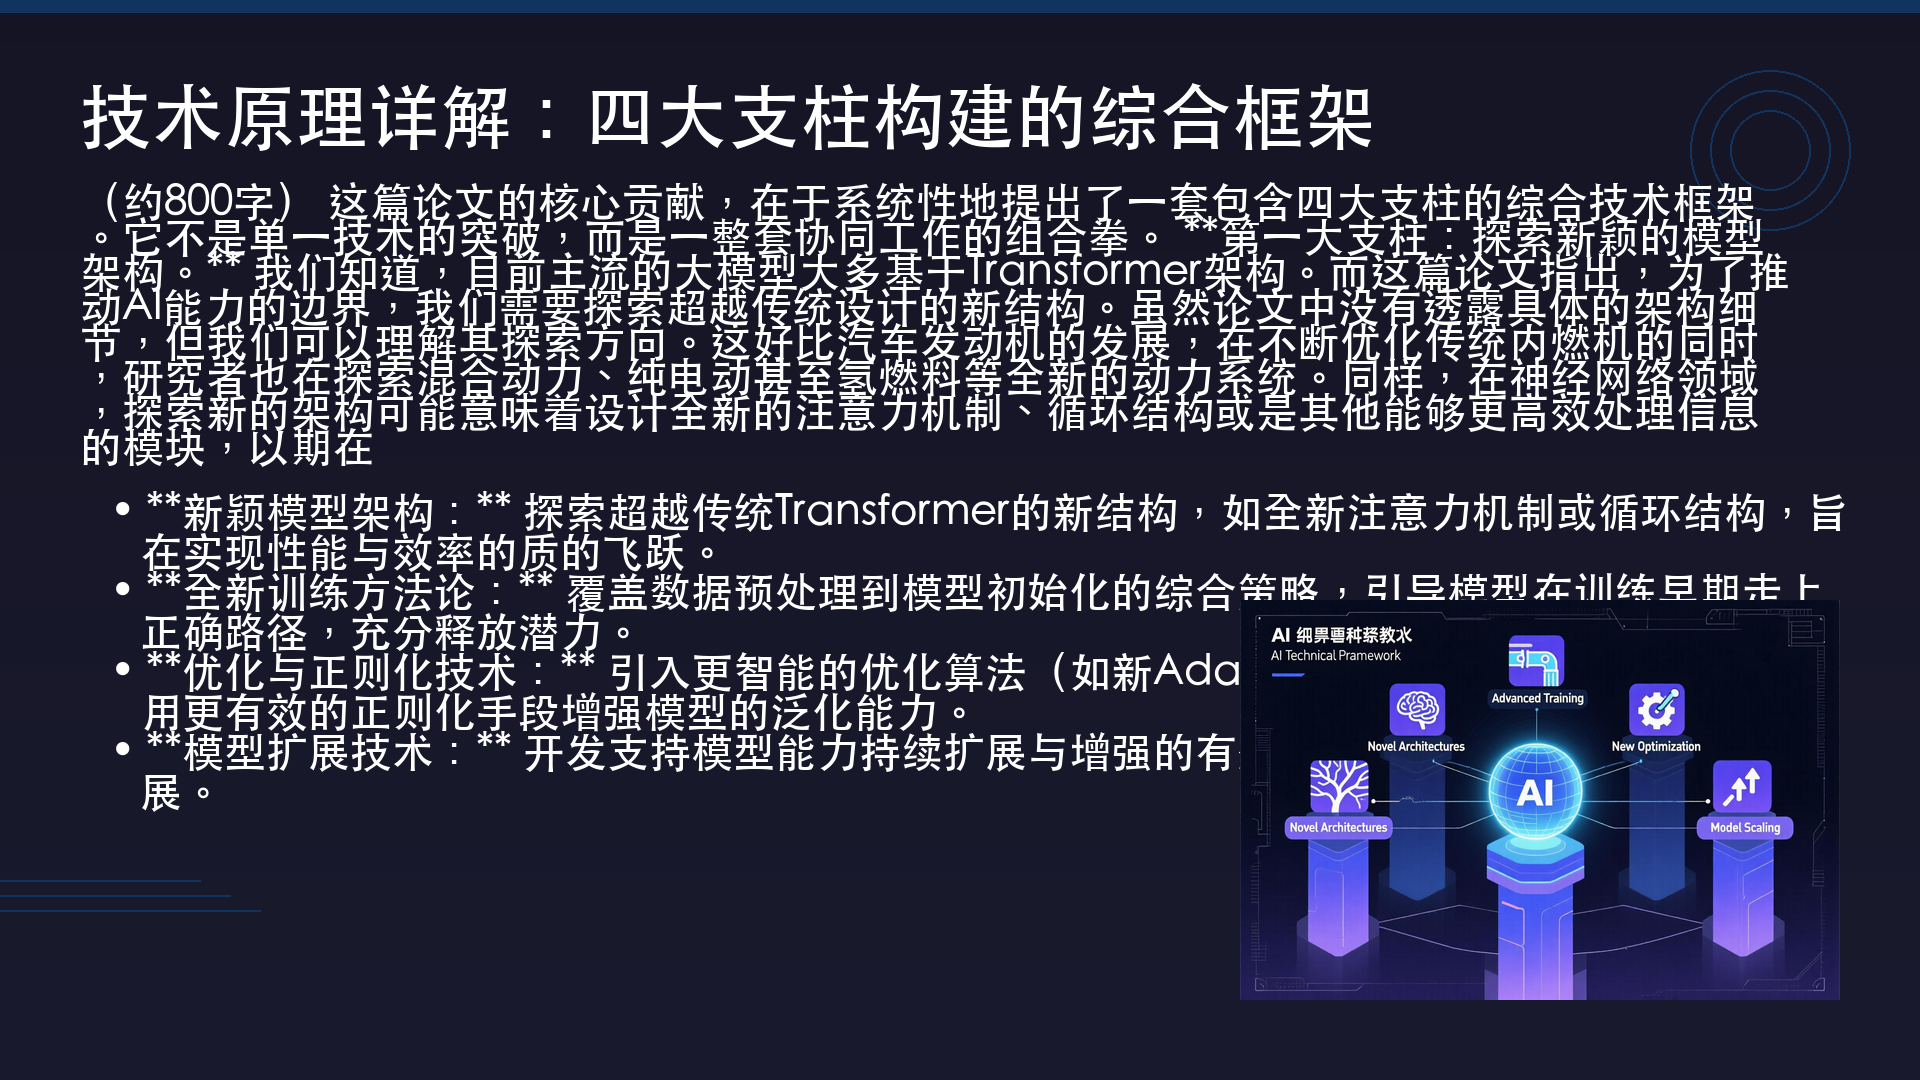 技术原理详解：四大支柱构建的综合框架
（约800字） 这篇论文的核心贡献，在于系统性地提出了一套包含四大支柱的综合技术框架
。它不是单一技术的突破，而是一整套协同工作的组合拳。 **第一大支柱：探索新颖的模型
架构。** 我们知道，目前主流的大模型大多基于Transformer架构。而这篇论文指出，为了推
动AI能力的边界，我们需要探索超越传统设计的新结构。虽然论文中没有透露具体的架构细
节，但我们可以理解其探索方向。这好比汽车发动机的发展，在不断优化传统内燃机的同时
，研究者也在探索混合动力、纯电动甚至氢燃料等全新的动力系统。同样，在神经网络领域
，探索新的架构可能意味着设计全新的注意力机制、循环结构或是其他能够更高效处理信息
的模块，以期在
• **新颖模型架构：** 探索超越传统Transformer的新结构，如全新注意力机制或循环结构，旨
在实现性能与效率的质的飞跃。
• **全新训练方法论：** 覆盖数据预处理到模型初始化的综合策略，引导模型在训练早期走上
正确路径，充分释放潜力。
• **优化与正则化技术：** 引入更智能的优化算法（如新Ada
用更有效的正则化手段增强模型的泛化能力。
• **模型扩展技术：** 开发支持模型能力持续扩展与增强的有
展。
AI
AI Technical Pramework
Advanced Training
Novel Architectures
New Optimization
AI
Novel Architectures
Model Scaling